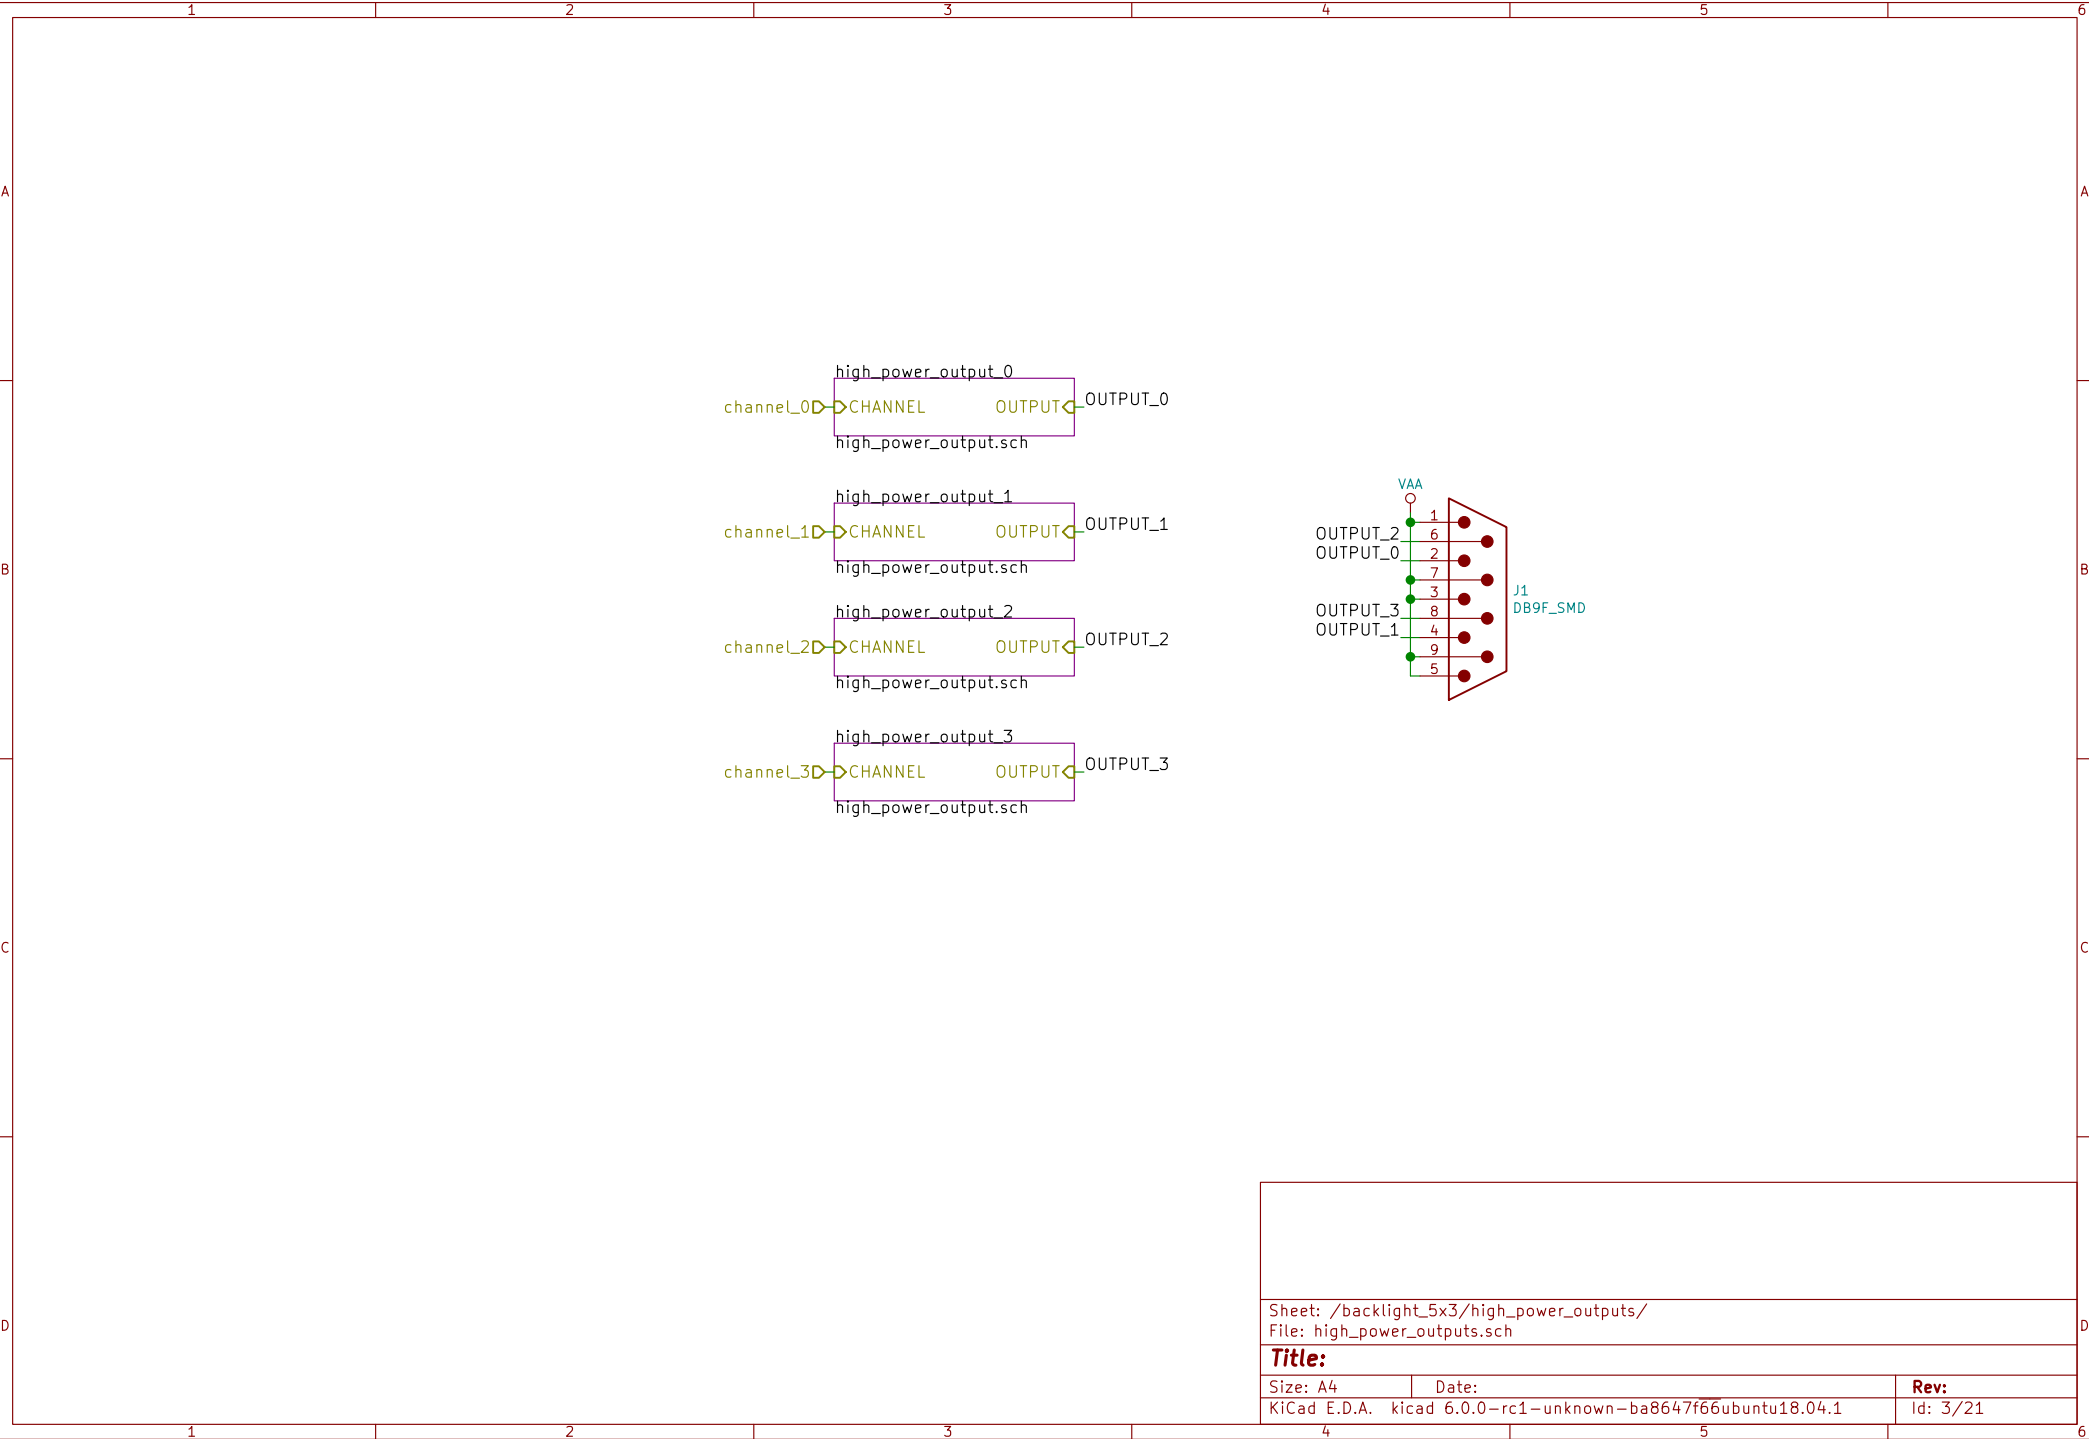 1 2 3 4 5 6
A A
high_power_output_0
channel_0 CHANNEL OUTPUT OUTPUT_0
high_power_output.sch
high_power_output_1
channel_1 CHANNEL OUTPUT OUTPUT_1
high_power_output.sch
high_power_output_2
channel_2 CHANNEL OUTPUT OUTPUT_2
high_power_output.sch
high_power_output_3
channel_3 CHANNEL OUTPUT OUTPUT_3
high_power_output.sch
VAA
1
OUTPUT_2 6
OUTPUT_0 2
7
3
OUTPUT_3 8
OUTPUT_1 4
9
5
J1
DB9F_SMD
B B
C C
D D
Sheet: /backlight_5x3/high_power_outputs/
File: high_power_outputs.sch
Title:
Size: A4 Date: Rev:
KiCad E.D.A. kicad 6.0.0-rc1-unknown-ba8647f66ubuntu18.04.1 Id: 3/21
1 2 3 4 5 6